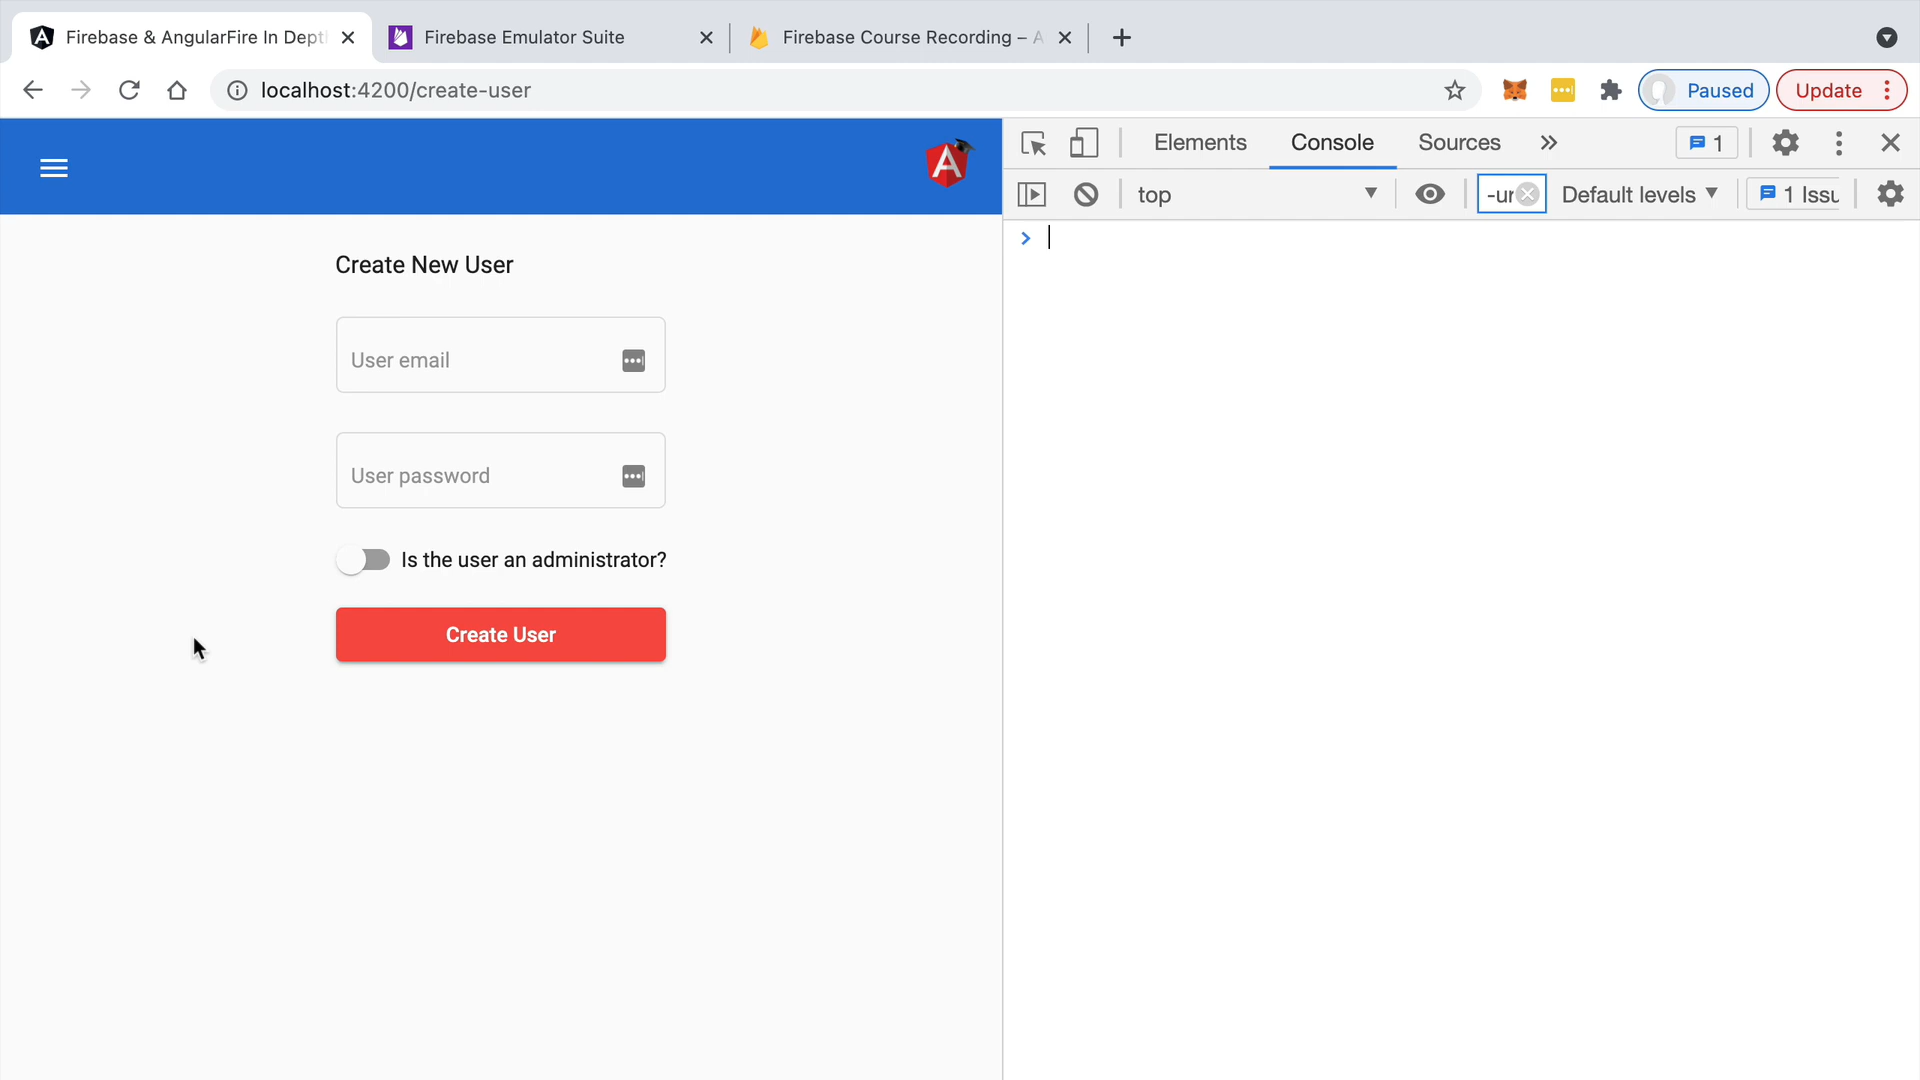 Firebase & AngularFire In Dept
Firebase Emulator Suite
Firebase Course Recording – A
localhost:4200/create-user
Paused
Update
Elements
Console
Sources
1
top
-ur
Default levels
1 Issu
Create New User
User email
User password
Is the user an administrator?
Create User